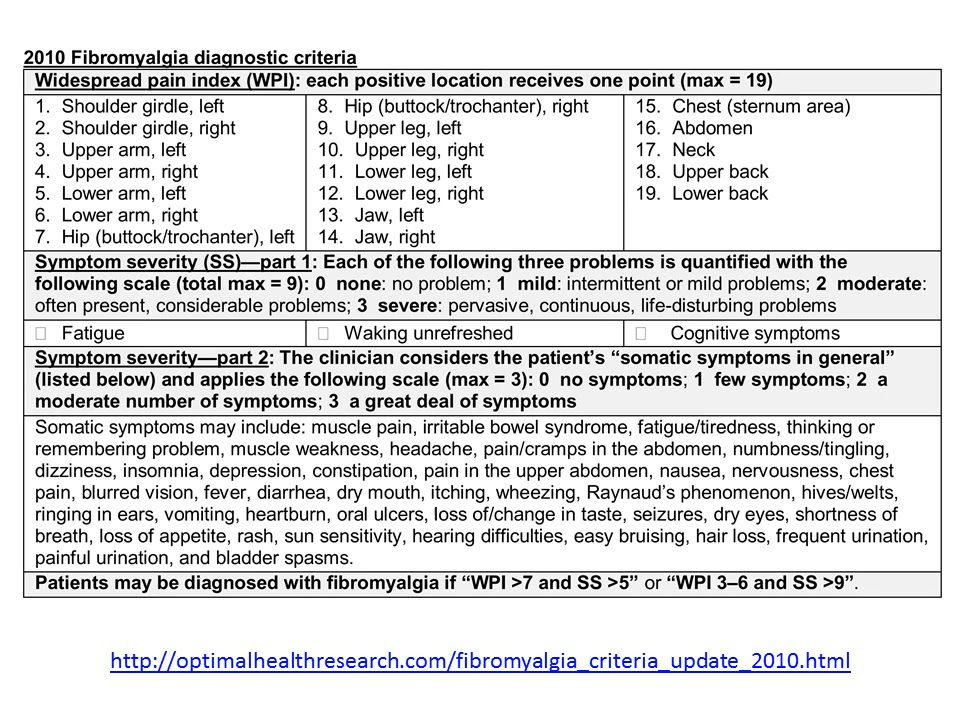 2010 Fibromyalgia diagnostic criteria
Widespread pain index (WPI): each positive location receives one point (max = 19)
1. Shoulder girdle, left
2. Shoulder girdle, right
3. Upper arm, left
4. Upper arm, right
5. Lower arm, left
6. Lower arm, right
7. Hip (buttock/trochanter), left
8. Hip (buttock/trochanter), right
9. Upper leg, left
10. Upper leg, right
11. Lower leg, left
12. Lower leg, right
13. Jaw, left
14. Jaw, right
15. Chest (sternum area)
16. Abdomen
17. Neck
18. Upper back
19. Lower back
Symptom severity (SS)—part 1: Each of the following three problems is quantified with the
following scale (total max = 9): 0 none: no problem; 1 mild: intermittent or mild problems; 2 moderate:
often present, considerable problems; 3 severe: pervasive, continuous, life-disturbing problems
Fatigue
Waking unrefreshed
Cognitive symptoms
Symptom severity—part 2: The clinician considers the patient’s “somatic symptoms in general”
(listed below) and applies the following scale (max = 3): 0 no symptoms; 1 few symptoms; 2 a
moderate number of symptoms; 3 a great deal of symptoms
Somatic symptoms may include: muscle pain, irritable bowel syndrome, fatigue/tiredness, thinking or
remembering problem, muscle weakness, headache, pain/cramps in the abdomen, numbness/tingling,
dizziness, insomnia, depression, constipation, pain in the upper abdomen, nausea, nervousness, chest
pain, blurred vision, fever, diarrhea, dry mouth, itching, wheezing, Raynaud’s phenomenon, hives/welts,
ringing in ears, vomiting, heartburn, oral ulcers, loss of/change in taste, seizures, dry eyes, shortness of
breath, loss of appetite, rash, sun sensitivity, hearing difficulties, easy bruising, hair loss, frequent urination,
painful urination, and bladder spasms.
Patients may be diagnosed with fibromyalgia if “WPI >7 and SS >5” or “WPI 3–6 and SS >9”.
http://optimalhealthresearch.com/fibromyalgia_criteria_update_2010.html